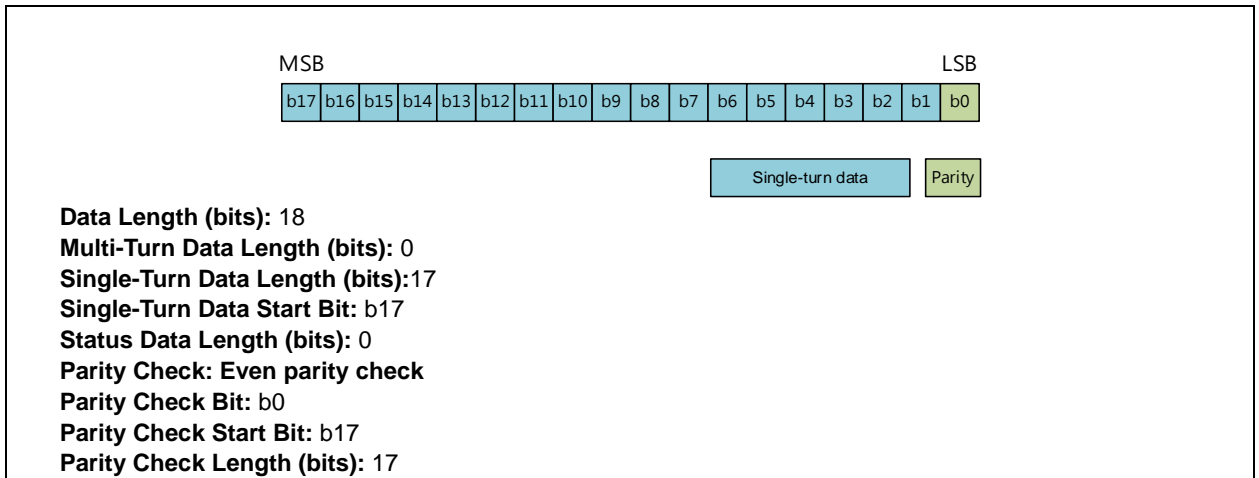 MSB LSB
b17 b16 b15 b14 b13 b12 b11 b10 b9 b8 b7 b6 b5 b4 b3 b2 b1 b0
Single-turn data Parity
Data Length (bits): 18
Multi-Turn Data Length (bits): 0
Single-Turn Data Length (bits):17
Single-Turn Data Start Bit: b17
Status Data Length (bits): 0
Parity Check: Even parity check
Parity Check Bit: b0
Parity Check Start Bit: b17
Parity Check Length (bits): 17